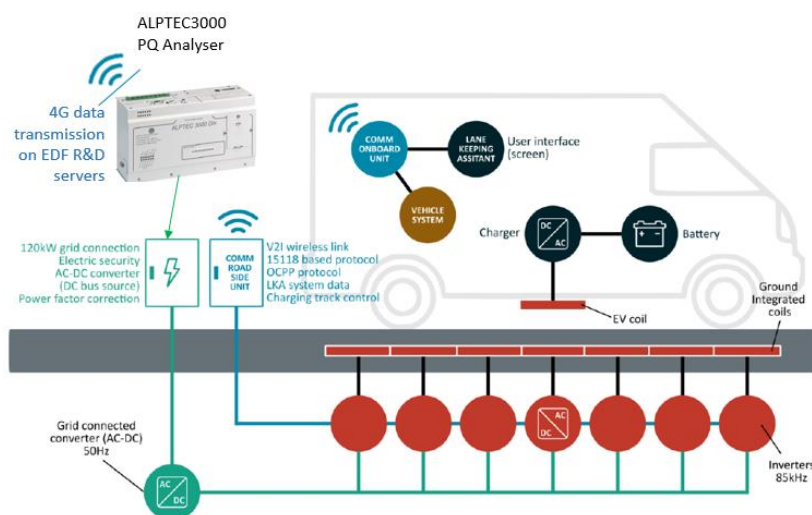 ALPTEC3000
PQ Analyser
4G data
transmission
on EDF R&D
servers
ALPTEC 3000 DIN
COMM
ONBOARD
UNIT
LANE
KEEPING
ASSITANT
User interface
(screen)
VEHICLE
SYSTEM
Charger
DC
AC
Battery
120kW grid connection
Electric security
AC-DC converter
(DC bus source)
Power factor correction
COMM
ROAD
SIDE
UNIT
V2I wireless link
15118 based protocol
OCPP protocol
LKA system data
Charging track control
EV coil
Ground
Integrated
coils
Grid connected
converter (AC-DC)
50Hz
AC
DC
AC
DC
Inverters
85kHz